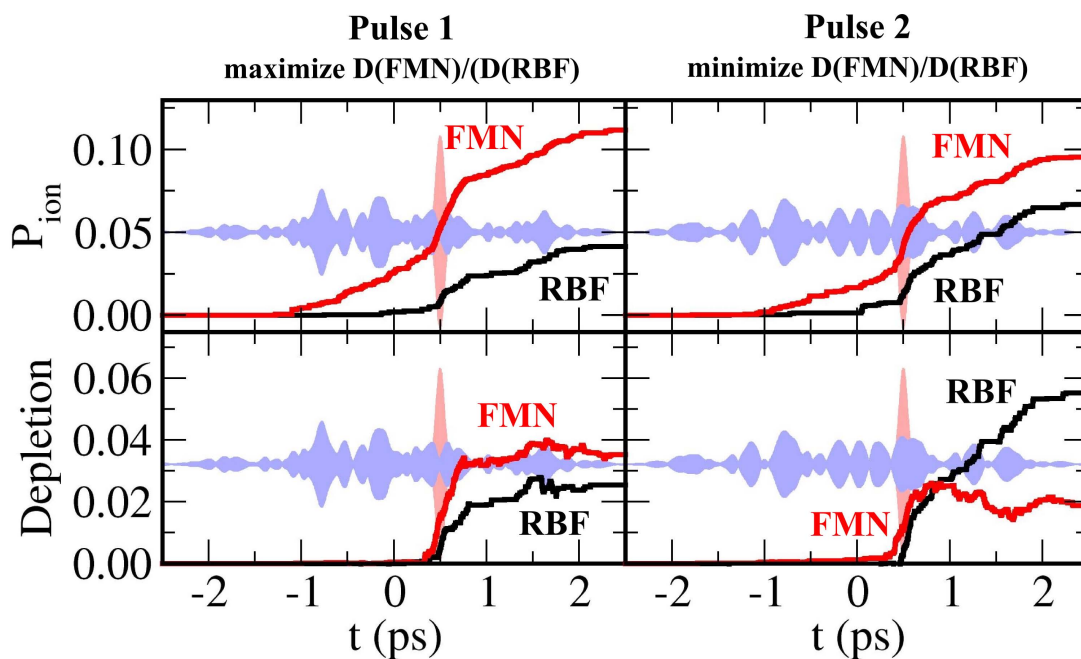 Pulse 1
maximize D(FMN)/(D(RBF)
Pulse 2
minimize D(FMN)/D(RBF)
P_ion
0.10
0.05
0.00
FMN
RBF
FMN
RBF
Depletion
0.06
0.04
0.02
0.00
FMN
RBF
RBF
FMN
-2 -1 0 1 2
-2 -1 0 1 2
t (ps)
t (ps)